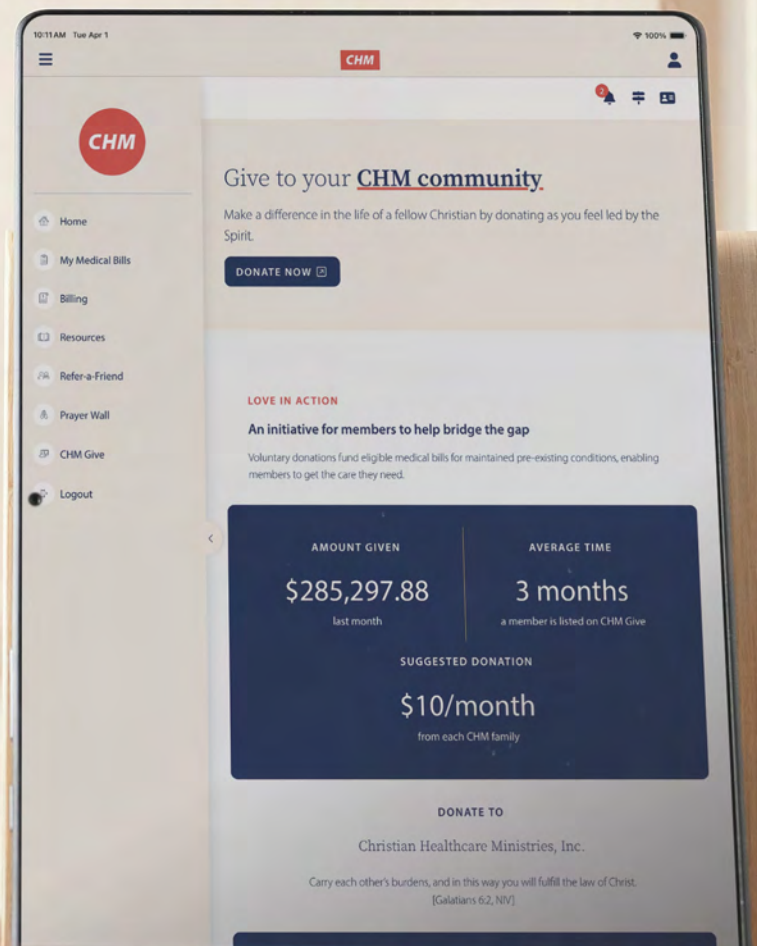 10:11 AM Tue Apr 1
100%
CHM
2
CHM
Home
My Medical Bills
Billing
Resources
Refer-a-Friend
Prayer Wall
CHM Give
Logout
Give to your CHM community
Make a difference in the life of a fellow Christian by donating as you feel led by the
Spirit.
DONATE NOW
LOVE IN ACTION
An initiative for members to help bridge the gap
Voluntary donations fund eligible medical bills for maintained pre-existing conditions, enabling
members to get the care they need.
AMOUNT GIVEN
$285,297.88
last month
AVERAGE TIME
3 months
a member is listed on CHM Give
SUGGESTED DONATION
$10/month
from each CHM family
DONATE TO
Christian Healthcare Ministries, Inc.
Carry each other's burdens, and in this way you will fulfill the law of Christ.
[Galatians 6:2, NIV]